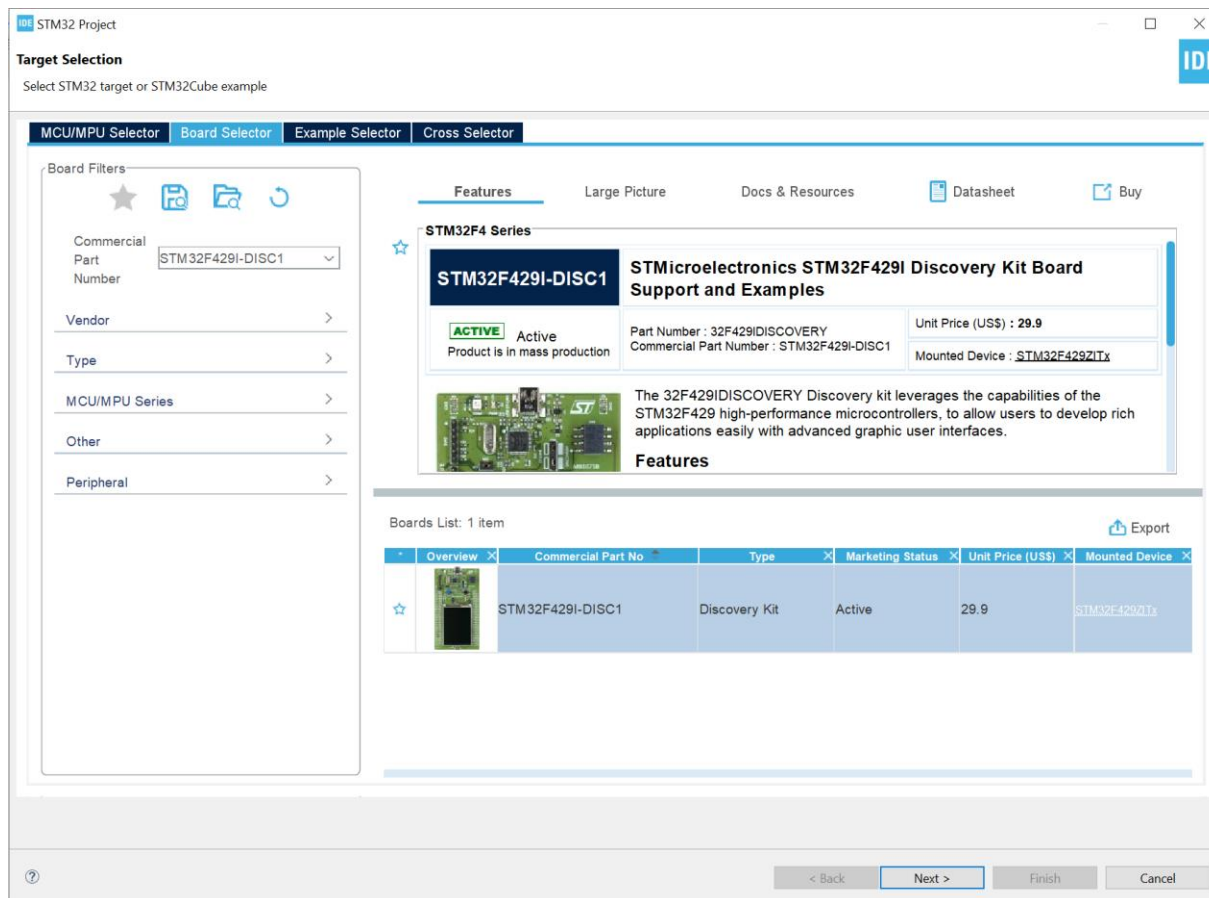 IDE STM32 Project
Target Selection
Select STM32 target or STM32Cube example
IDE
MCU/MPU Selector Board Selector Example Selector Cross Selector
Board Filters
Commercial
Part
Number
STM32F429I-DISC1
Vendor
Type
MCU/MPU Series
Other
Peripheral
Features Large Picture Docs & Resources Datasheet Buy
STM32F4 Series
STM32F429I-DISC1
STMicroelectronics STM32F429I Discovery Kit Board
Support and Examples
ACTIVE Active
Product is in mass production
Part Number : 32F429IDISCOVERY
Commercial Part Number : STM32F429I-DISC1
Unit Price (US$) : 29.9
Mounted Device : STM32F429ZITx
ST
The 32F429IDISCOVERY Discovery kit leverages the capabilities of the
STM32F429 high-performance microcontrollers, to allow users to develop rich
applications easily with advanced graphic user interfaces.
Features
Boards List: 1 item
Export
* Overview Commercial Part No Type Marketing Status Unit Price (US$) Mounted Device
STM32F429I-DISC1 Discovery Kit Active 29.9 STM32F429ZITx
? < Back Next > Finish Cancel